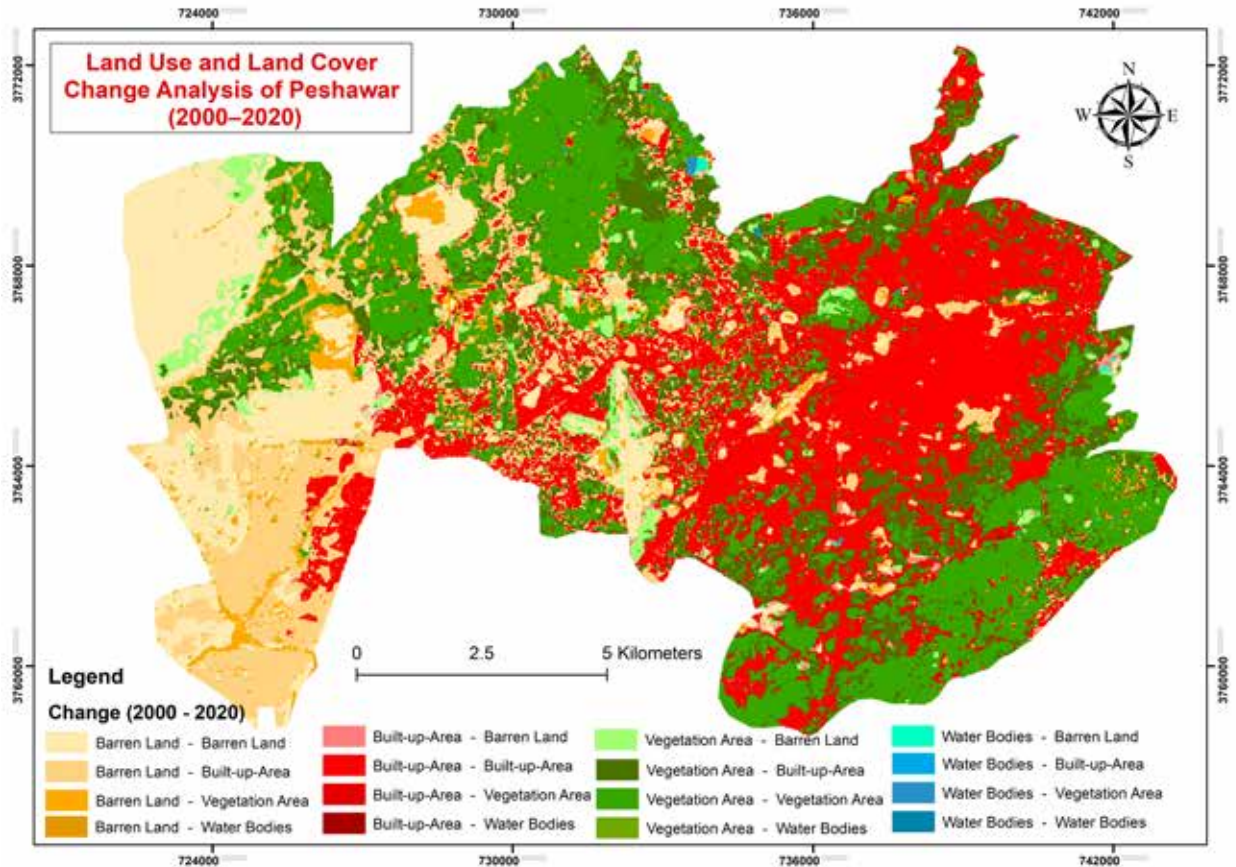 724000 730000 736000 742000
Land Use and Land Cover
Change Analysis of Peshawar
(2000–2020)
N
W E
S
3772000 3772000
3768000 3768000
3764000 3764000
3760000 3760000
0 2.5 5 Kilometers
Legend
Change (2000 - 2020)
Barren Land - Barren Land
Barren Land - Built-up-Area
Barren Land - Vegetation Area
Barren Land - Water Bodies
Built-up-Area - Barren Land
Built-up-Area - Built-up-Area
Built-up-Area - Vegetation Area
Built-up-Area - Water Bodies
Vegetation Area - Barren Land
Vegetation Area - Built-up-Area
Vegetation Area - Vegetation Area
Vegetation Area - Water Bodies
Water Bodies - Barren Land
Water Bodies - Built-up-Area
Water Bodies - Vegetation Area
Water Bodies - Water Bodies
724000 730000 736000 742000